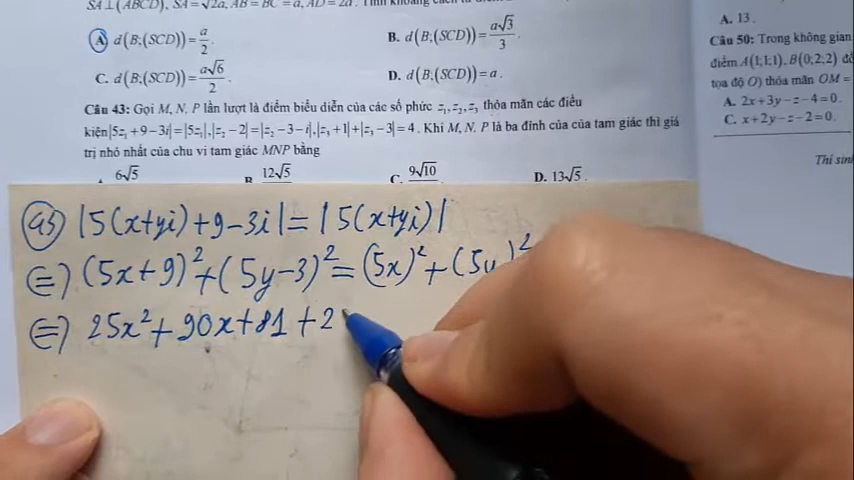 SA⊥(ABCD), SA=√2a, AB=BC=a, AD=2a.
A. d(B;(SCD))=a/2.
B. d(B;(SCD))=a√3/3.
C. d(B;(SCD))=a√6/2.
D. d(B;(SCD))=a.
Câu 43: Gọi M, N, P lần lượt là điểm biểu diễn của các số phức z₁,z₂,z₃ thỏa mãn các điều
kiện|5z₁+9−3i|=|5z₁|,|z₂−2|=|z₂−3−i|,|z₃+1|+|z₃−3|=4. Khi M, N, P là ba đỉnh của của tam giác thì giá
trị nhỏ nhất của chu vi tam giác MNP bằng
6√5
B 12√5
C. 9√10
D. 13√5.
A. 13.
Câu 50: Trong không gian
điểm A(1;1;1), B(0;2;2)
tọa độ O) thỏa mãn OM =
A. 2x+3y−z−4=0.
C. x+2y−z−2=0.
Thí sin
43 |5(x+yi)+9−3i|=|5(x+yi)|
⇔) (5x+9)²+(5y−3)²=(5x)²+(5y)²
⇔) 25x²+90x+81+2